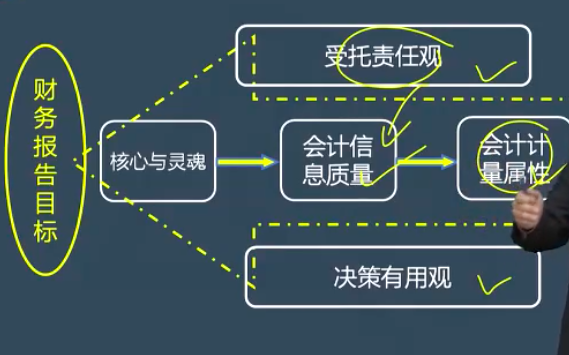 财务报告目标
受托责任观
核心与灵魂
会计信
息质量
会计计
量属性
决策有用观